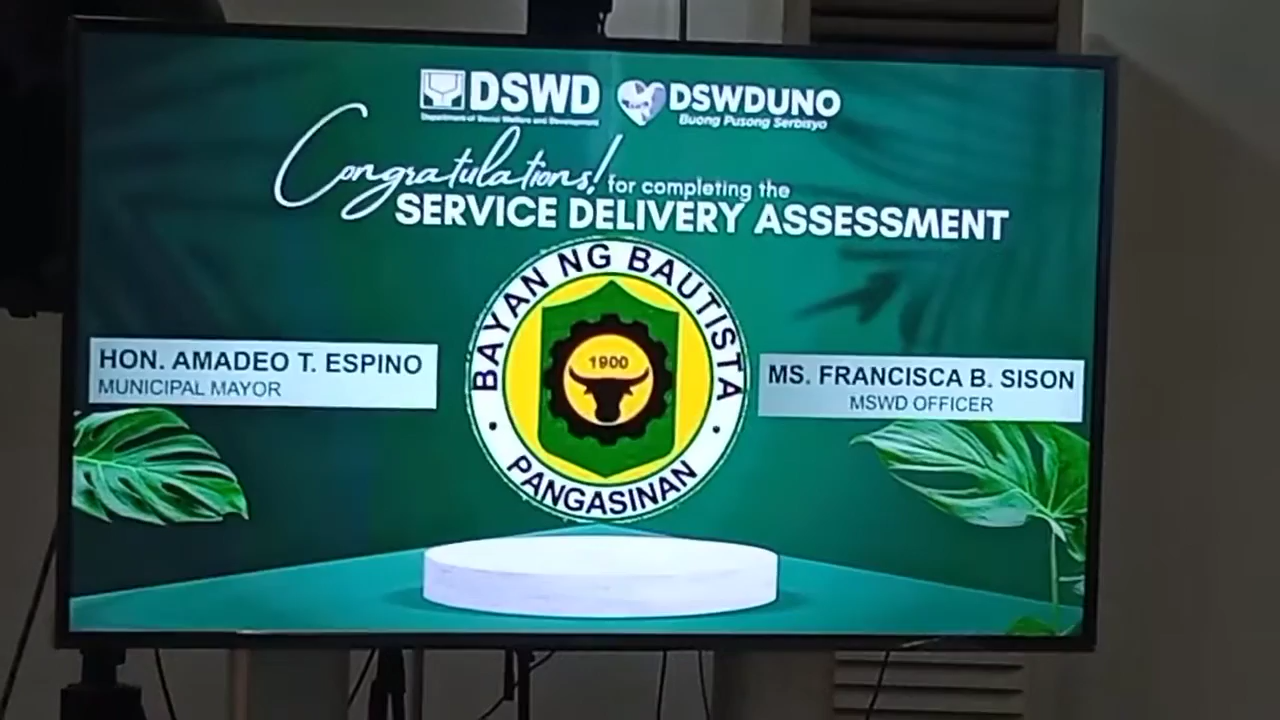 DSWD
Department of Social Welfare and Development
DSWDUNO
Buong Pusong Serbisyo
Congratulations! for completing the
SERVICE DELIVERY ASSESSMENT
BAYAN NG BAUTISTA
1900
PANGASINAN
HON. AMADEO T. ESPINO
MUNICIPAL MAYOR
MS. FRANCISCA B. SISON
MSWD OFFICER